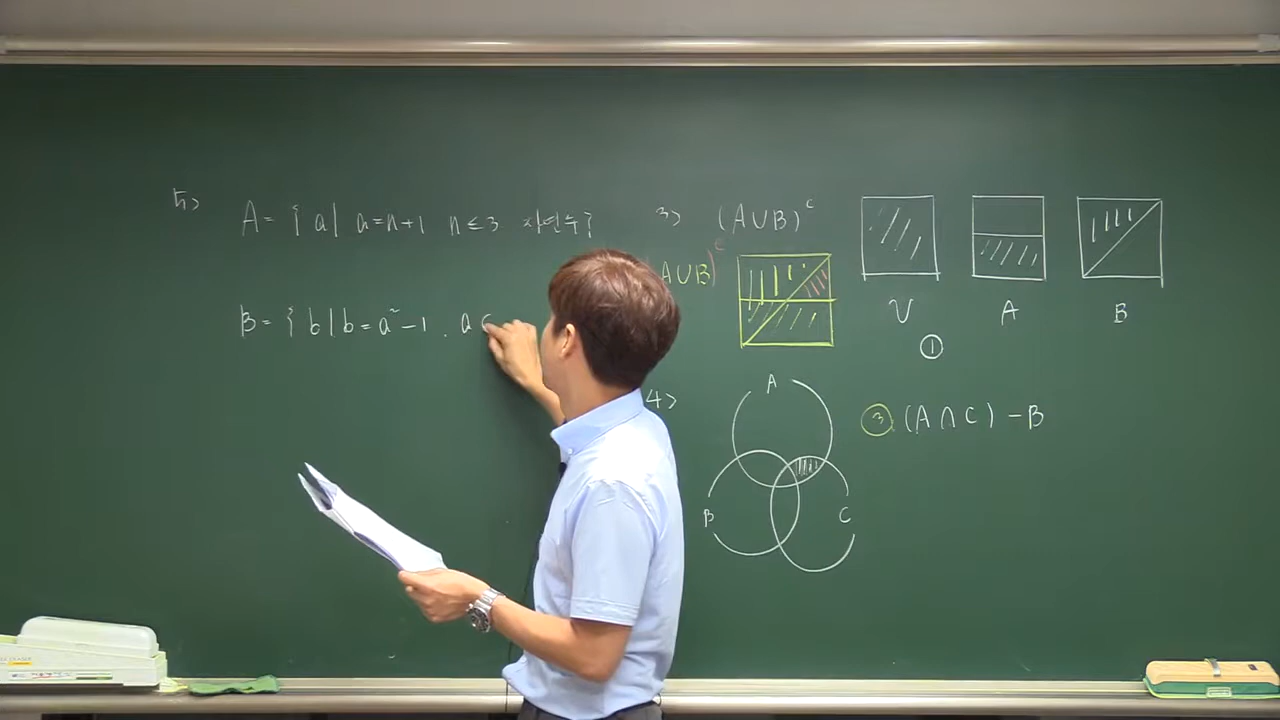 5> A = { a | a = n+1 n ≤ 3 자연수}
B = { b | b = a² - 1 . a ∈
3> (A∪B)ᶜ
A∪B)ᶜ
U A B
①
4>
A
B C
③ (A∩C) - B